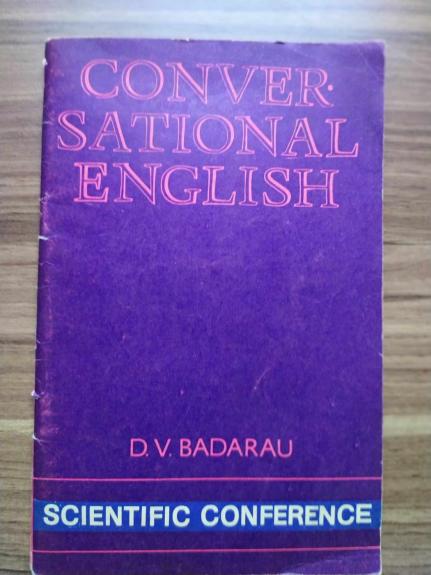 CONVER-
SATIONAL
ENGLISH
D. V. BADARAU
SCIENTIFIC CONFERENCE